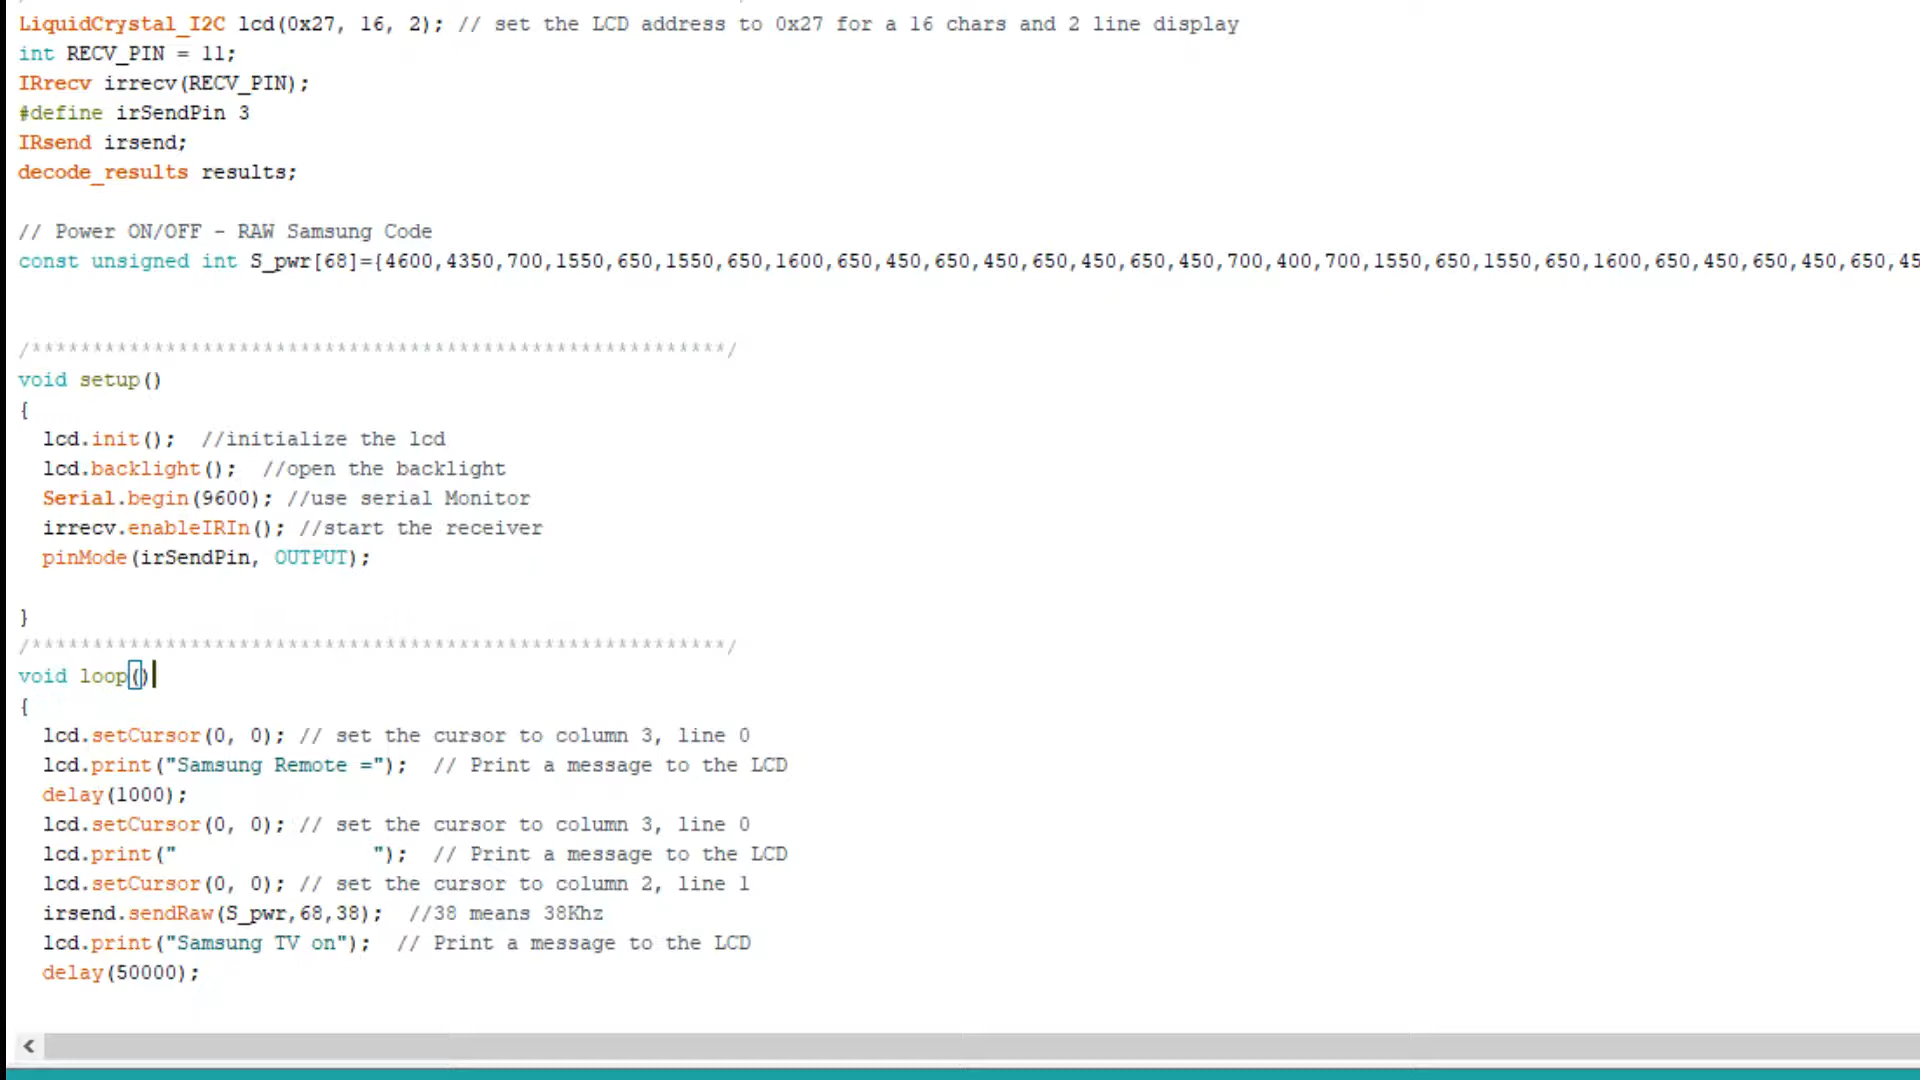 LiquidCrystal_I2C lcd(0x27, 16, 2); // set the LCD address to 0x27 for a 16 chars and 2 line display
int RECV_PIN = 11;
IRrecv irrecv(RECV_PIN);
#define irSendPin 3
IRsend irsend;
decode_results results;
// Power ON/OFF - RAW Samsung Code
const unsigned int S_pwr[68]={4600,4350,700,1550,650,1550,650,1600,650,450,650,450,650,450,650,450,700,400,700,1550,650,1550,650,1600,650,450,650,450,650,45
/*********************************************************/
void setup()
{
  lcd.init();  //initialize the lcd
  lcd.backlight();  //open the backlight
  Serial.begin(9600); //use serial Monitor
  irrecv.enableIRIn(); //start the receiver
  pinMode(irSendPin, OUTPUT);
}
/*********************************************************/
void loop()
{
  lcd.setCursor(0, 0); // set the cursor to column 3, line 0
  lcd.print("Samsung Remote =");  // Print a message to the LCD
  delay(1000);
  lcd.setCursor(0, 0); // set the cursor to column 3, line 0
  lcd.print("                ");  // Print a message to the LCD
  lcd.setCursor(0, 0); // set the cursor to column 2, line 1
  irsend.sendRaw(S_pwr,68,38);  //38 means 38Khz
  lcd.print("Samsung TV on");  // Print a message to the LCD
  delay(50000);